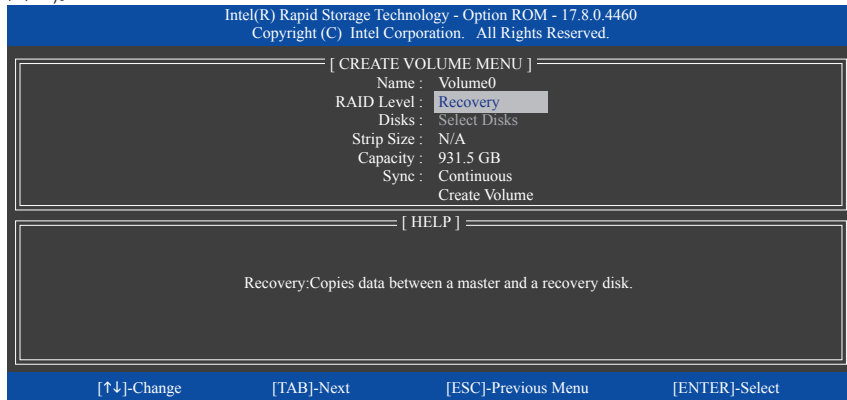 Intel(R) Rapid Storage Technology - Option ROM - 17.8.0.4460
Copyright (C) Intel Corporation. All Rights Reserved.
[ CREATE VOLUME MENU ]
Name : Volume0
RAID Level : Recovery
Disks : Select Disks
Strip Size : N/A
Capacity : 931.5 GB
Sync : Continuous
Create Volume
[ HELP ]
Recovery:Copies data between a master and a recovery disk.
[↑↓]-Change [TAB]-Next [ESC]-Previous Menu [ENTER]-Select